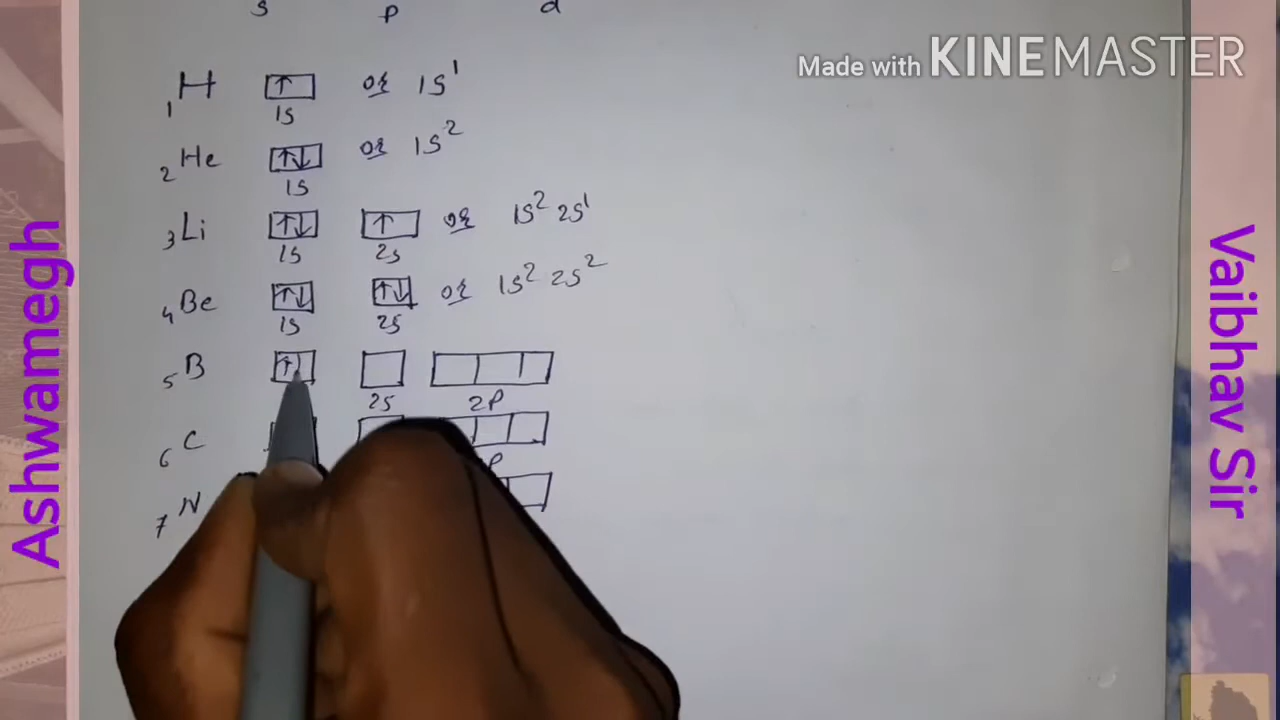 s p d
Made with KINEMASTER
₁H ↑ or 1s¹
1s
₂He ↑↓ or 1s²
1s
₃Li ↑↓ ↑ or 1s² 2s¹
1s 2s
₄Be ↑↓ ↑↓ or 1s² 2s²
1s 2s
₅B ↑
2s 2P
₆C
P
₇N
Ashwamegh
Vaibhav Sir